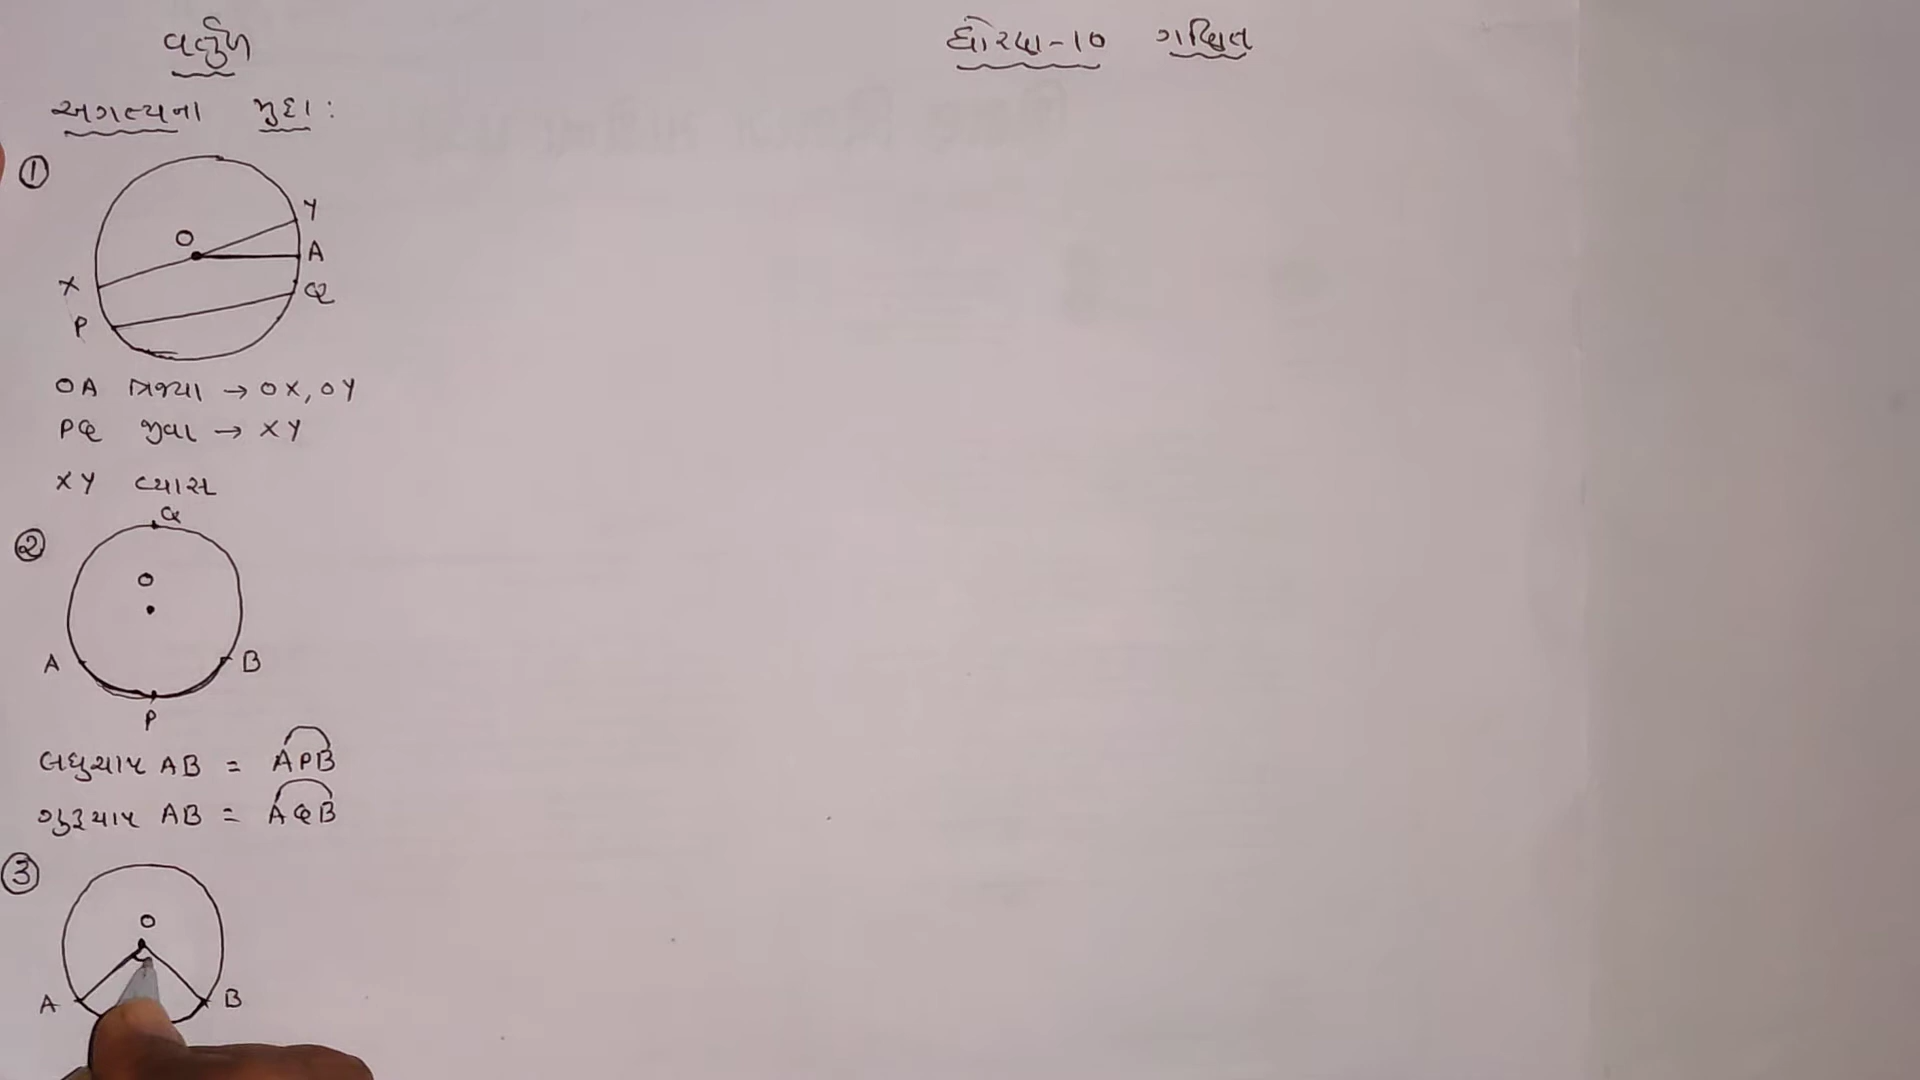 વર્તુળ
ધોરણ-10 ગણિત
અગત્યના મુદ્દા :
①
Y
O
A
X
Q
P
OA ત્રિજ્યા → OX, OY
PQ જીવા → XY
XY વ્યાસ
Q
②
O
A B
P
લઘુચાપ AB = APB
ગુરુચાપ AB = AQB
③
O
A B